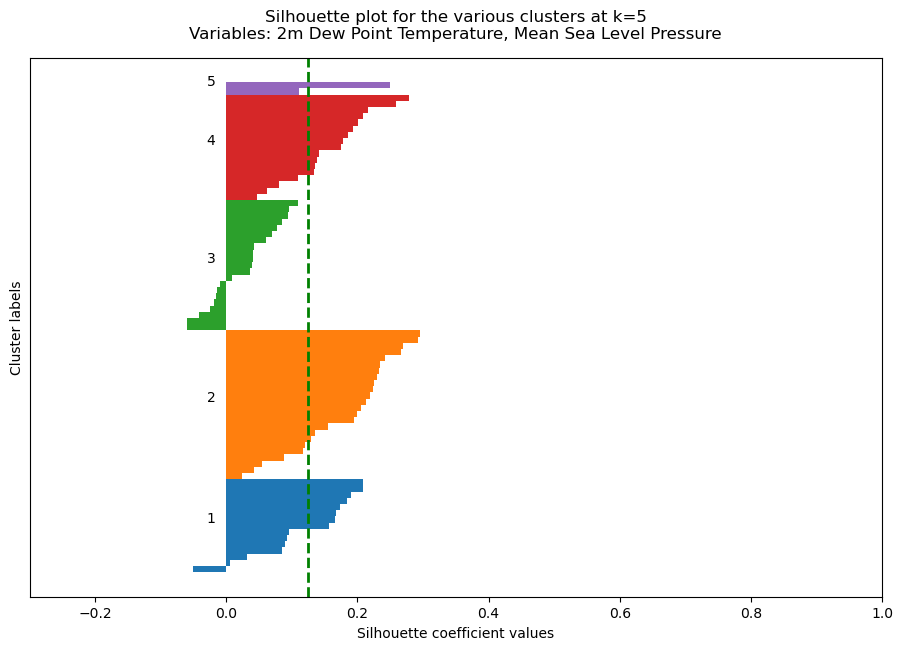 Silhouette plot for the various clusters at k=5
Variables: 2m Dew Point Temperature, Mean Sea Level Pressure
5
4
3
2
1
Cluster labels
−0.2 0.0 0.2 0.4 0.6 0.8 1.0
Silhouette coefficient values